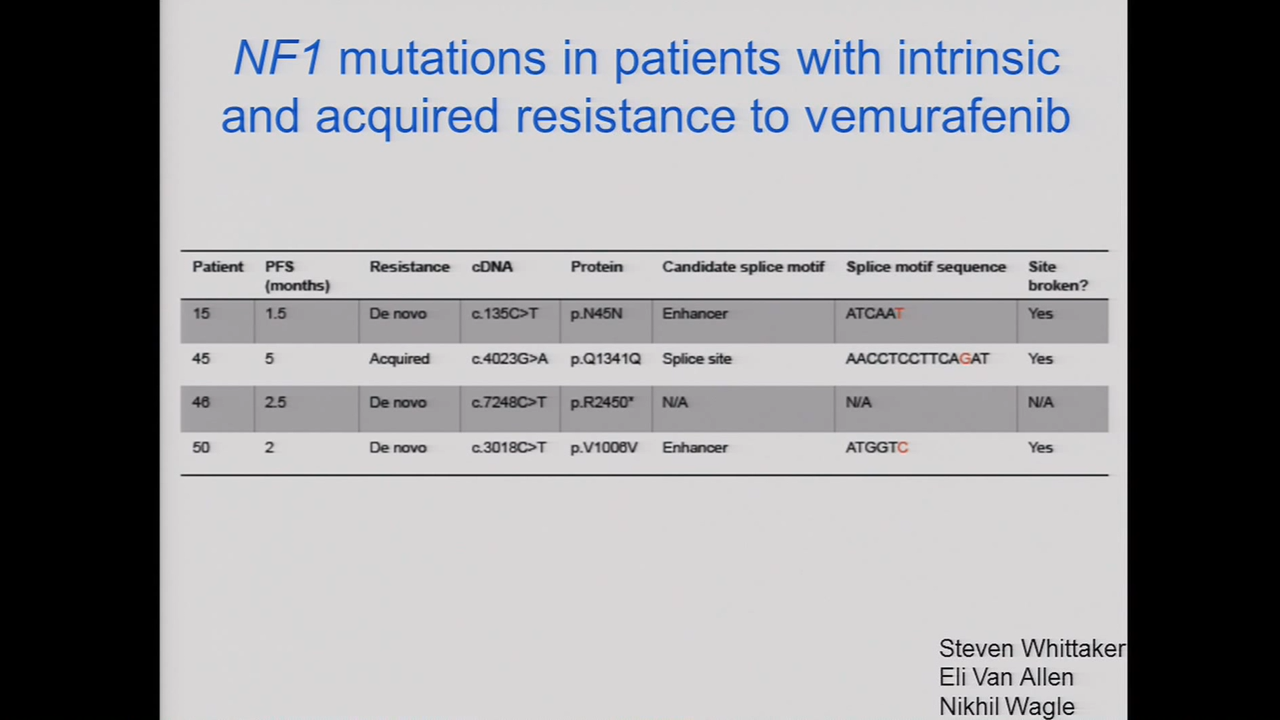 NF1 mutations in patients with intrinsic
and acquired resistance to vemurafenib
Patient PFS (months) Resistance cDNA Protein Candidate splice motif Splice motif sequence Site broken?
15 1.5 De novo c.135C>T p.N45N Enhancer ATCAAT Yes
45 5 Acquired c.4023G>A p.Q1341Q Splice site AACCTCCTTCAGAT Yes
46 2.5 De novo c.7248C>T p.R2450* N/A N/A N/A
50 2 De novo c.3018C>T p.V1006V Enhancer ATGGTC Yes
Steven Whittaker
Eli Van Allen
Nikhil Wagle